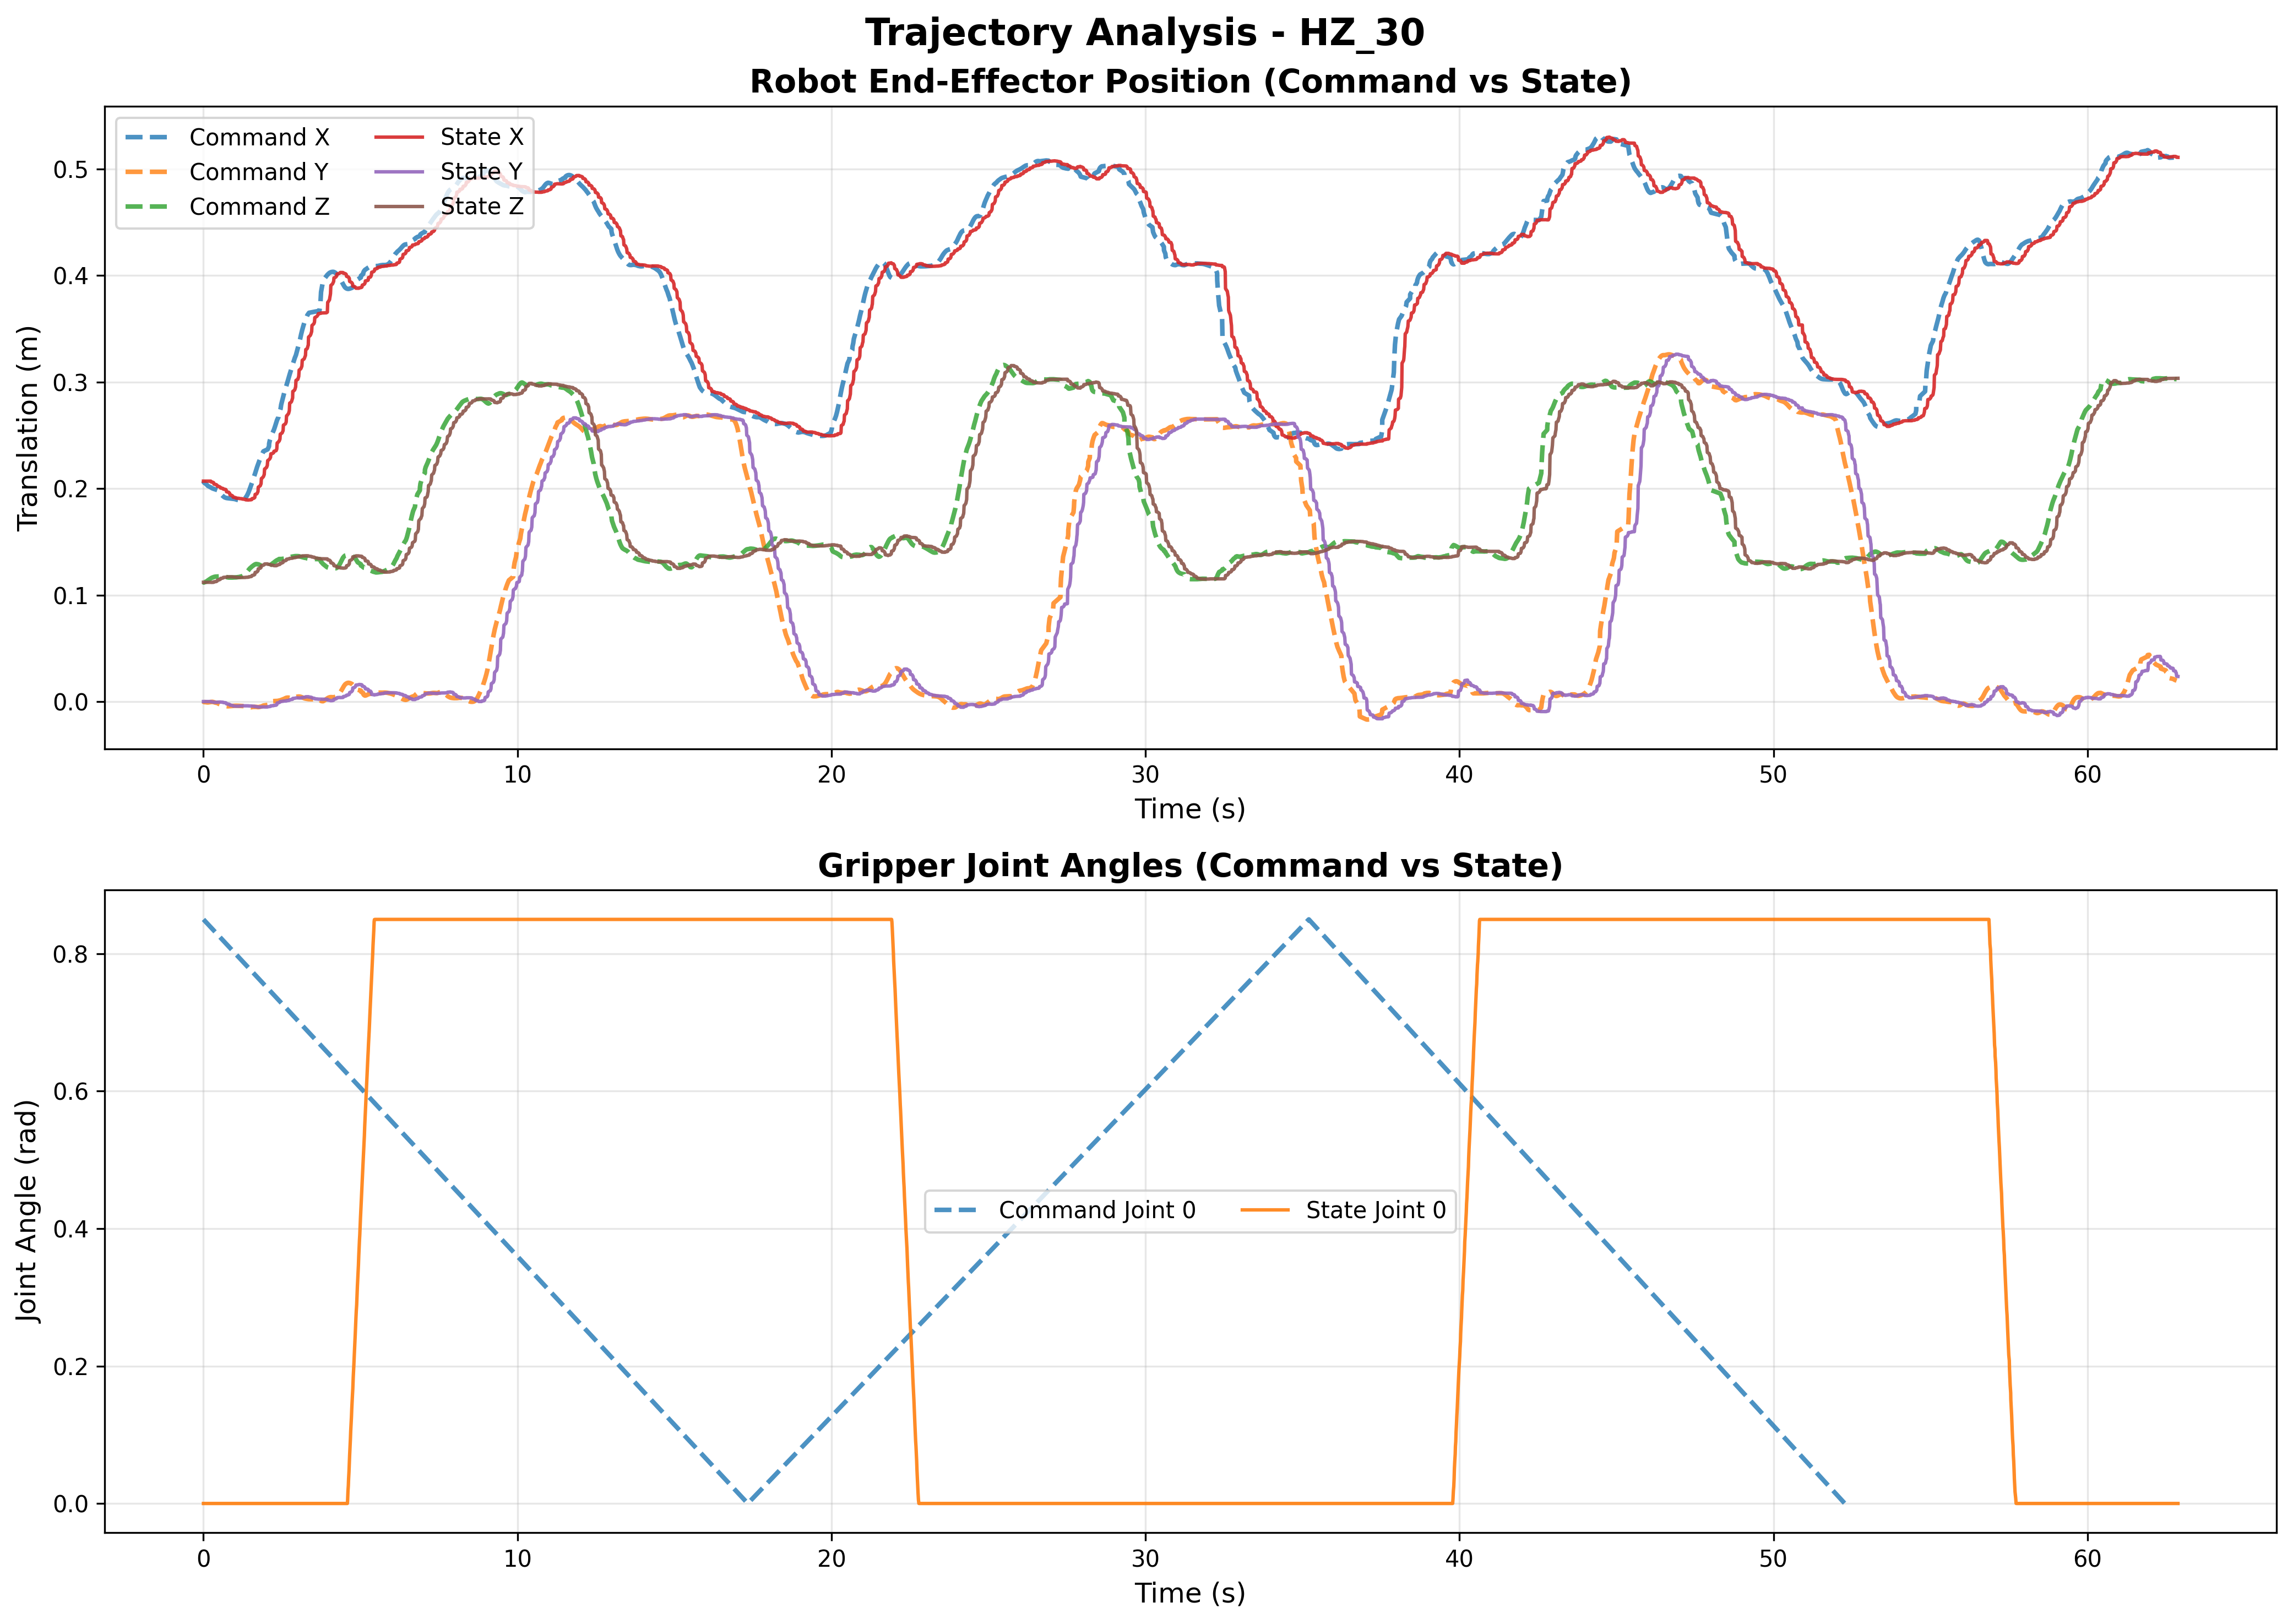 Trajectory Analysis - HZ_30
Robot End-Effector Position (Command vs State)
Command X State X
Command Y State Y
Command Z State Z
Translation (m)
0.5
0.4
0.3
0.2
0.1
0.0
0 10 20 30 40 50 60
Time (s)
Gripper Joint Angles (Command vs State)
Joint Angle (rad)
0.8
0.6
0.4
0.2
0.0
Command Joint 0 State Joint 0
0 10 20 30 40 50 60
Time (s)